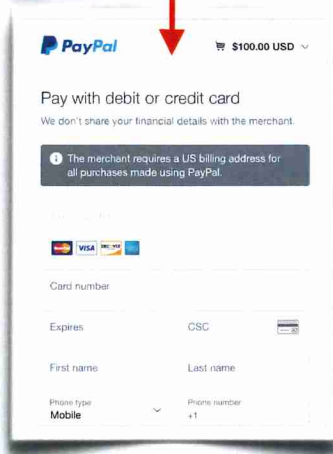 PayPal
$100.00 USD
Pay with debit or credit card
We don't share your financial details with the merchant.
The merchant requires a US billing address for
all purchases made using PayPal.
VISA
DISCOVER
Card number
Expires
CSC
First name
Last name
Phone type
Mobile
Phone number
+1